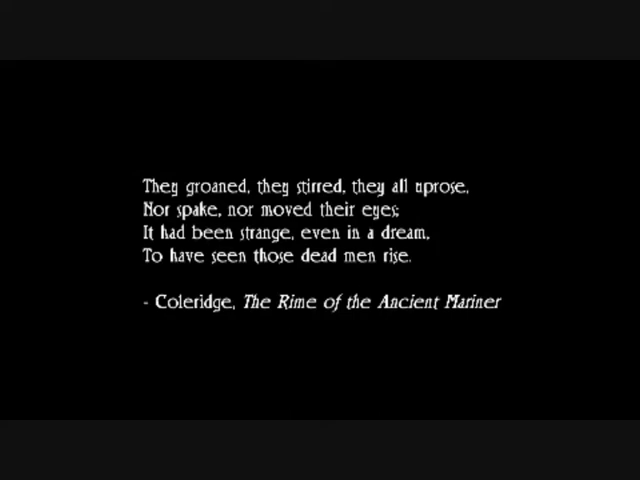 They groaned, they stirred, they all uprose,
Nor spake, nor moved their eyes;
It had been strange, even in a dream,
To have seen those dead men rise.
- Coleridge, The Rime of the Ancient Mariner